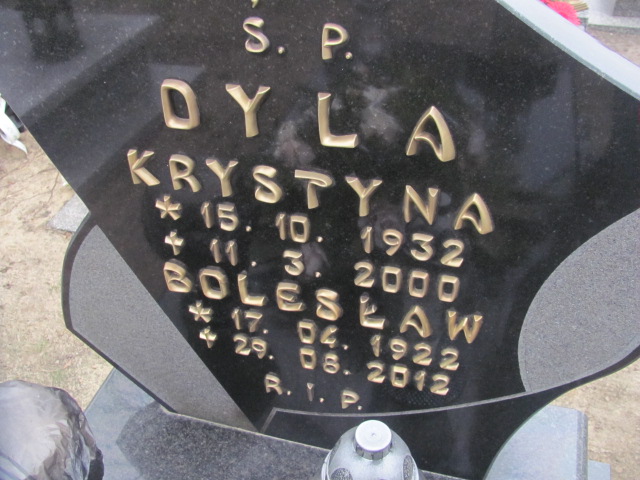 Ś. P.
DYLA
KRYSTYNA
* 15. 10. 1932
+ 11. 3. 2000
BOLESŁAW
* 17. 04. 1922
+ 29. 08. 2012
R. I. P.